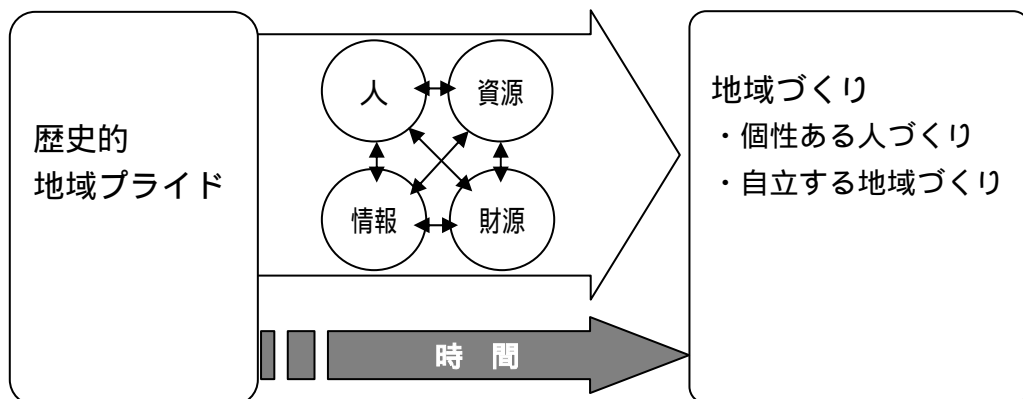 歴史的
地域プライド
人
資源
情報
財源
時 間
地域づくり
・個性ある人づくり
・自立する地域づくり